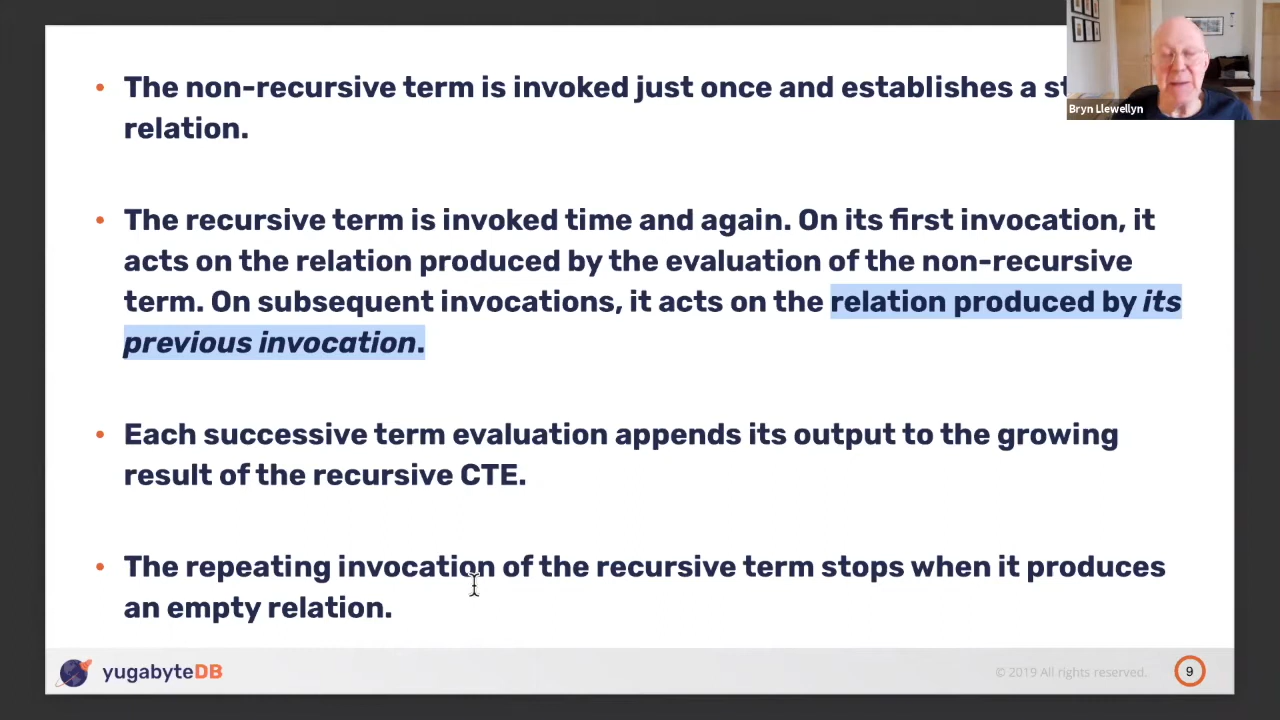 • The non-recursive term is invoked just once and establishes a
relation.
• The recursive term is invoked time and again. On its first invocation, it
acts on the relation produced by the evaluation of the non-recursive
term. On subsequent invocations, it acts on the relation produced by its
previous invocation.
• Each successive term evaluation appends its output to the growing
result of the recursive CTE.
• The repeating invocation of the recursive term stops when it produces
an empty relation.
Bryn Llewellyn
yugabyteDB
© 2019 All rights reserved.
9